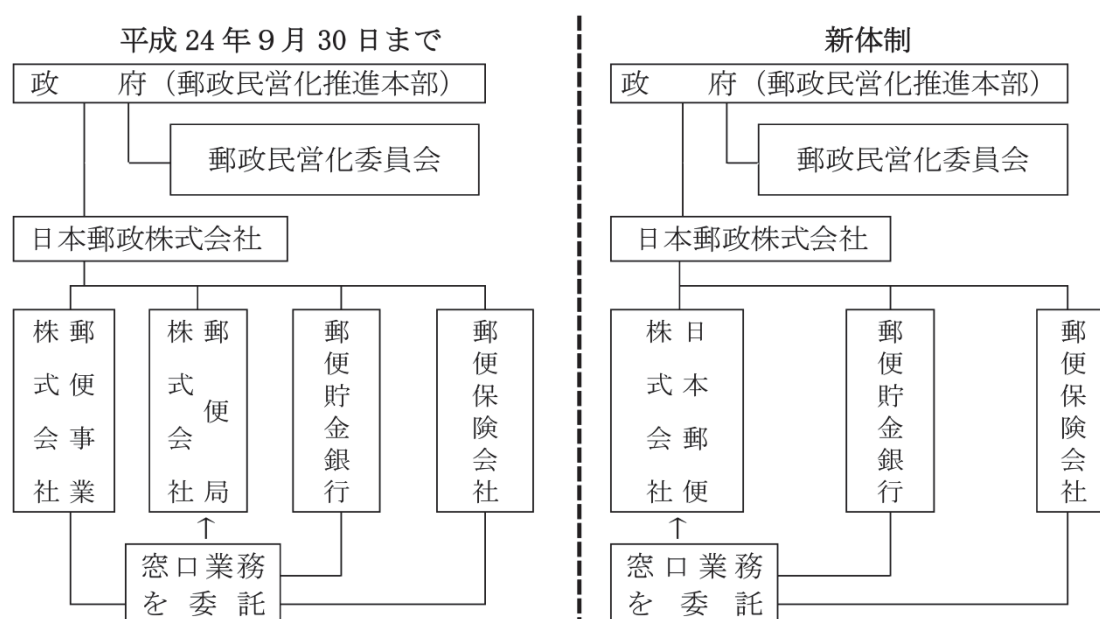 平成 24 年 9 月 30 日まで
政　　府（郵政民営化推進本部）
郵政民営化委員会
日本郵政株式会社
郵便事業
株式会社
郵便局
株式会社
郵便貯金銀行
郵便保険会社
↑
窓口業務
を委託
新体制
政　　府（郵政民営化推進本部）
郵政民営化委員会
日本郵政株式会社
日本郵便
株式会社
郵便貯金銀行
郵便保険会社
↑
窓口業務
を委託